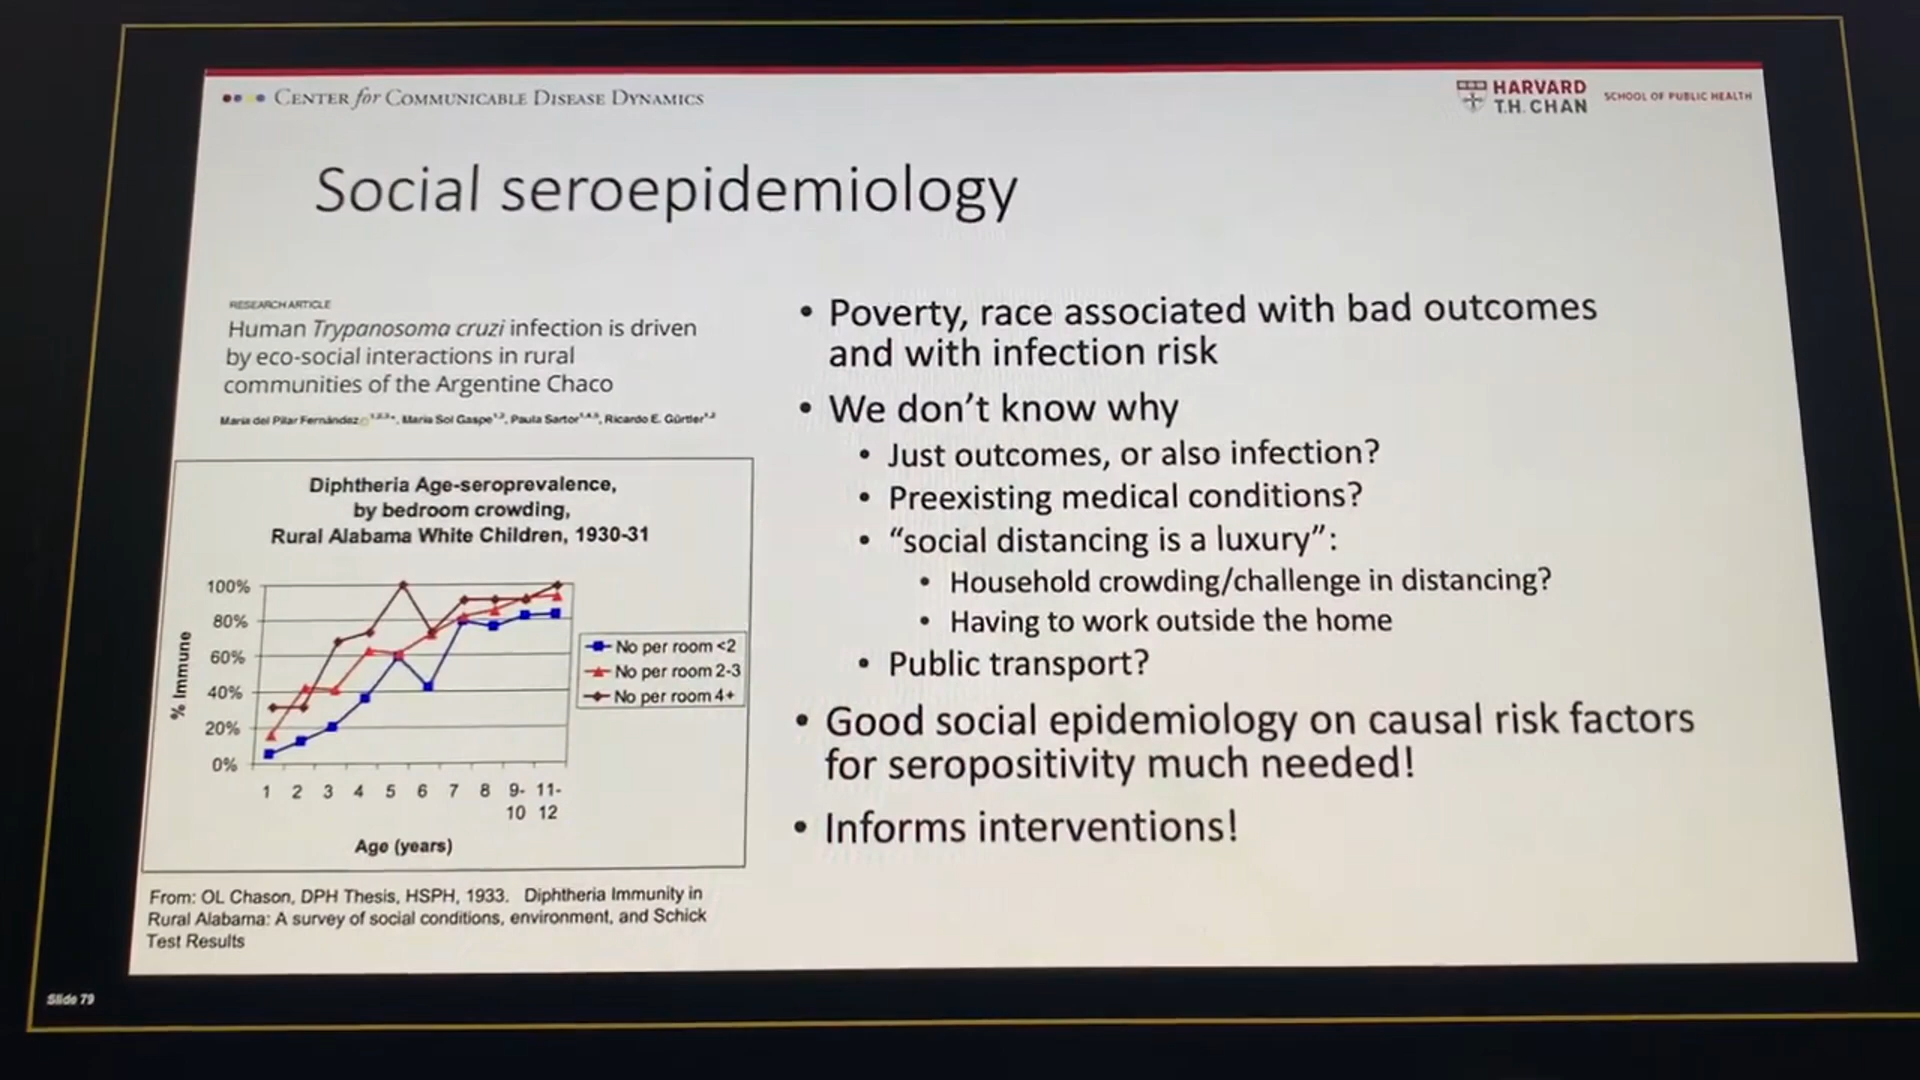 CENTER for COMMUNICABLE DISEASE DYNAMICS
HARVARD
T.H. CHAN
SCHOOL OF PUBLIC HEALTH
Social seroepidemiology
RESEARCH ARTICLE
Human Trypanosoma cruzi infection is driven
by eco-social interactions in rural
communities of the Argentine Chaco
María del Pilar Fernández, María Sol Gaspe, Paula Sartor, Ricardo E. Gürtler
Diphtheria Age-seroprevalence,
by bedroom crowding,
Rural Alabama White Children, 1930-31
% Immune
100%
80%
60%
40%
20%
0%
1 2 3 4 5 6 7 8 9- 11-
10 12
Age (years)
No per room <2
No per room 2-3
No per room 4+
From: OL Chason, DPH Thesis, HSPH, 1933. Diphtheria Immunity in
Rural Alabama: A survey of social conditions, environment, and Schick
Test Results
• Poverty, race associated with bad outcomes
and with infection risk
• We don’t know why
• Just outcomes, or also infection?
• Preexisting medical conditions?
• “social distancing is a luxury”:
• Household crowding/challenge in distancing?
• Having to work outside the home
• Public transport?
• Good social epidemiology on causal risk factors
for seropositivity much needed!
• Informs interventions!
Slide 79